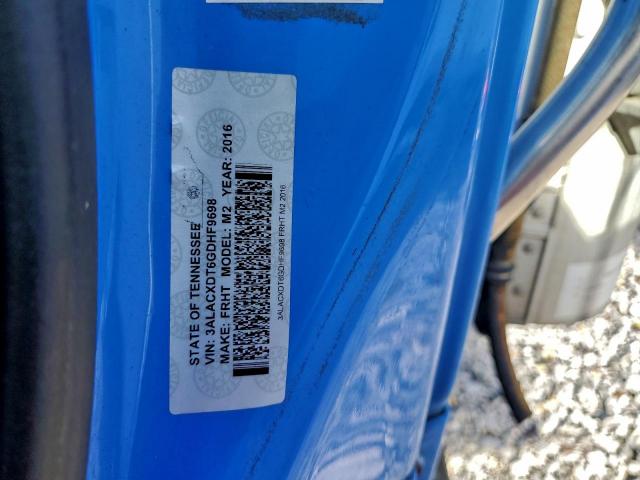 STATE OF TENNESSEE
VIN: 3ALACXDT6GDHF9698
MAKE: FRHT MODEL: M2 YEAR: 2016
3ALACXDT6GDHF9698 FRHT M2 2016